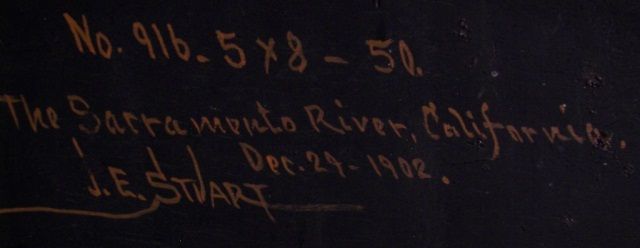 No. 916. 5 x 8 - 50.
The Sacramento River, California.
Dec. 29 - 1902.
J. E. STUART